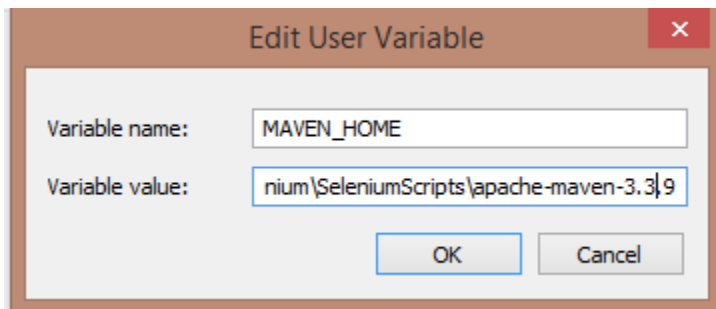 Edit User Variable
Variable name: MAVEN_HOME
Variable value: nium\SeleniumScripts\apache-maven-3.3.9
OK Cancel